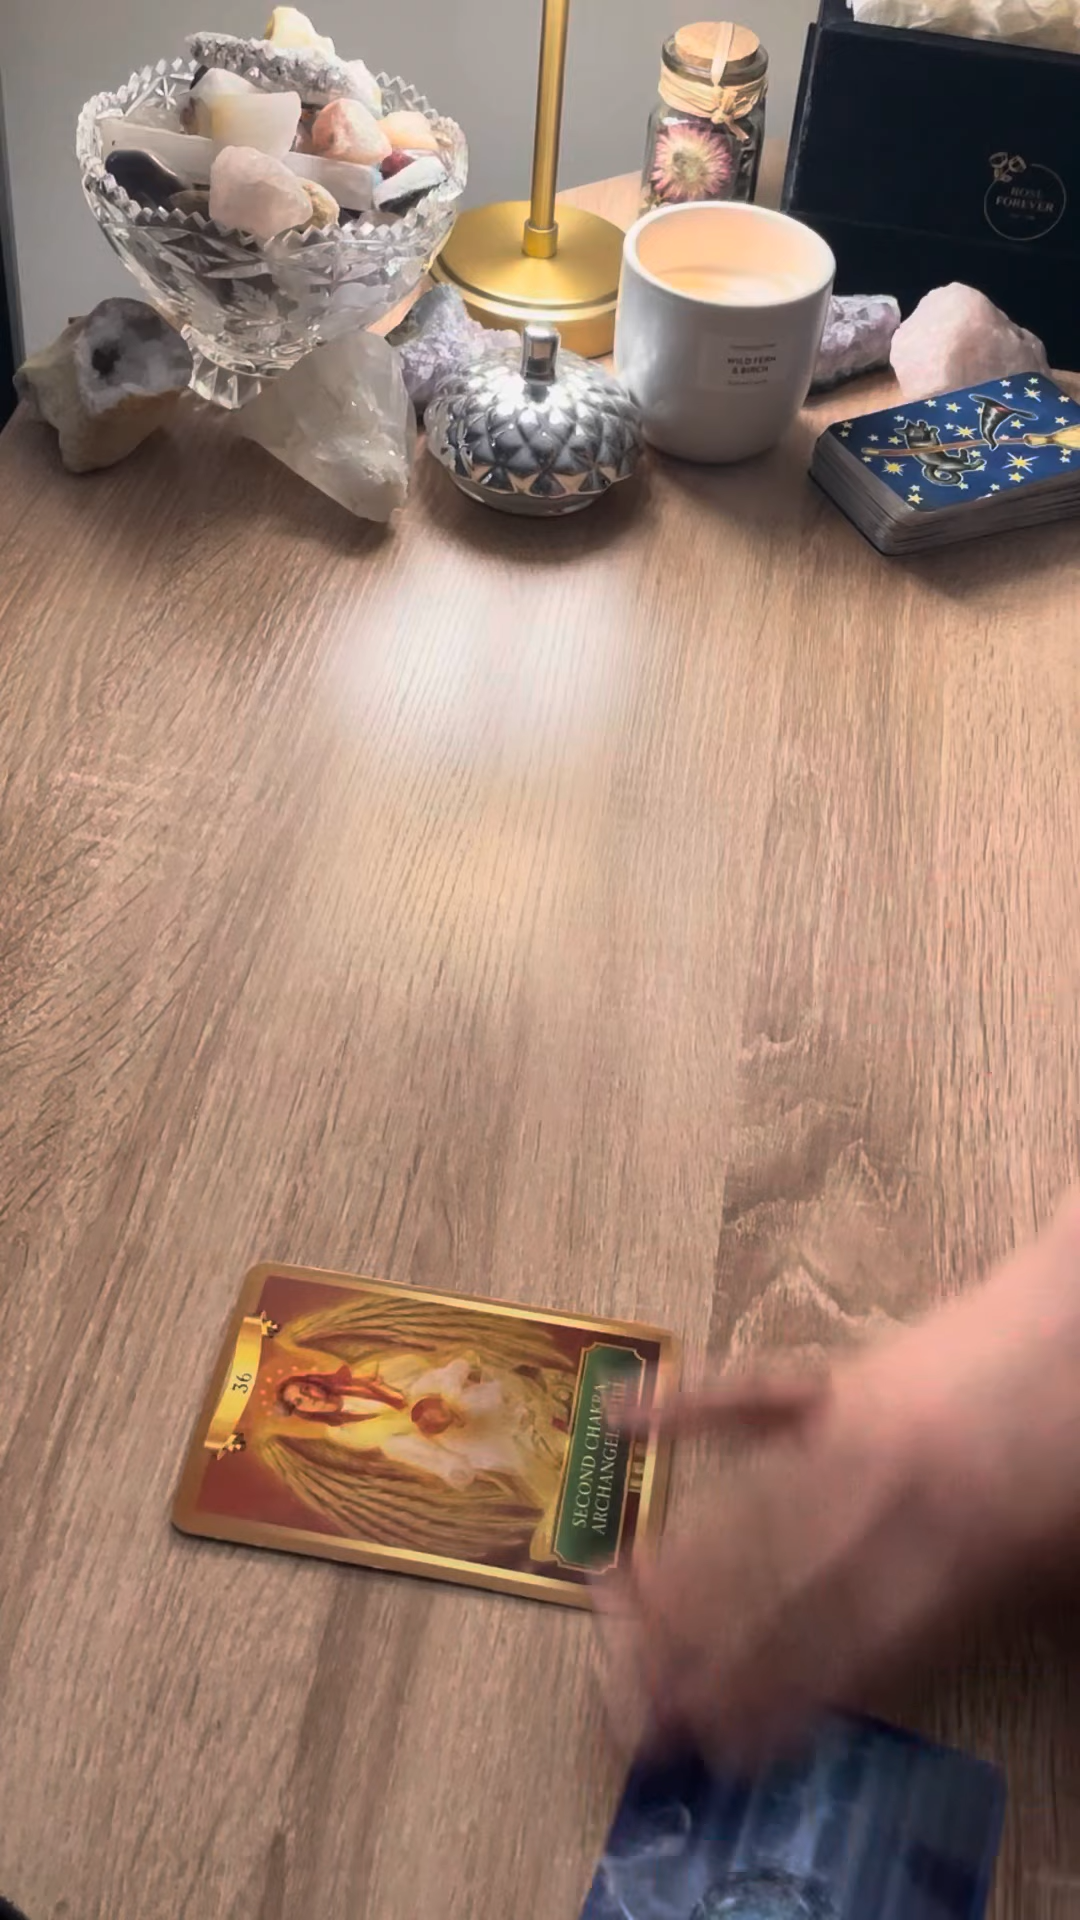 ROSE
FOREVER
WILD FERN
& BIRCH
36
SECOND CHAKRA
ARCHANGEL